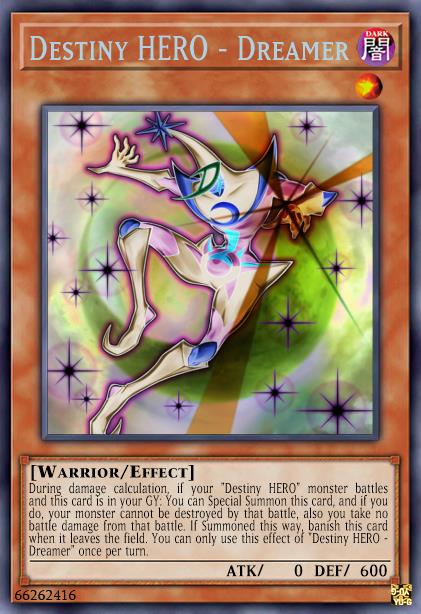 DESTINY HERO - DREAMER
DARK
闇
[WARRIOR/EFFECT]
During damage calculation, if your "Destiny HERO" monster battles
and this card is in your GY: You can Special Summon this card, and if you
do, your monster cannot be destroyed by that battle, also you take no
battle damage from that battle. If Summoned this way, banish this card
when it leaves the field. You can only use this effect of "Destiny HERO -
Dreamer" once per turn.
ATK/ 0 DEF/ 600
66262416